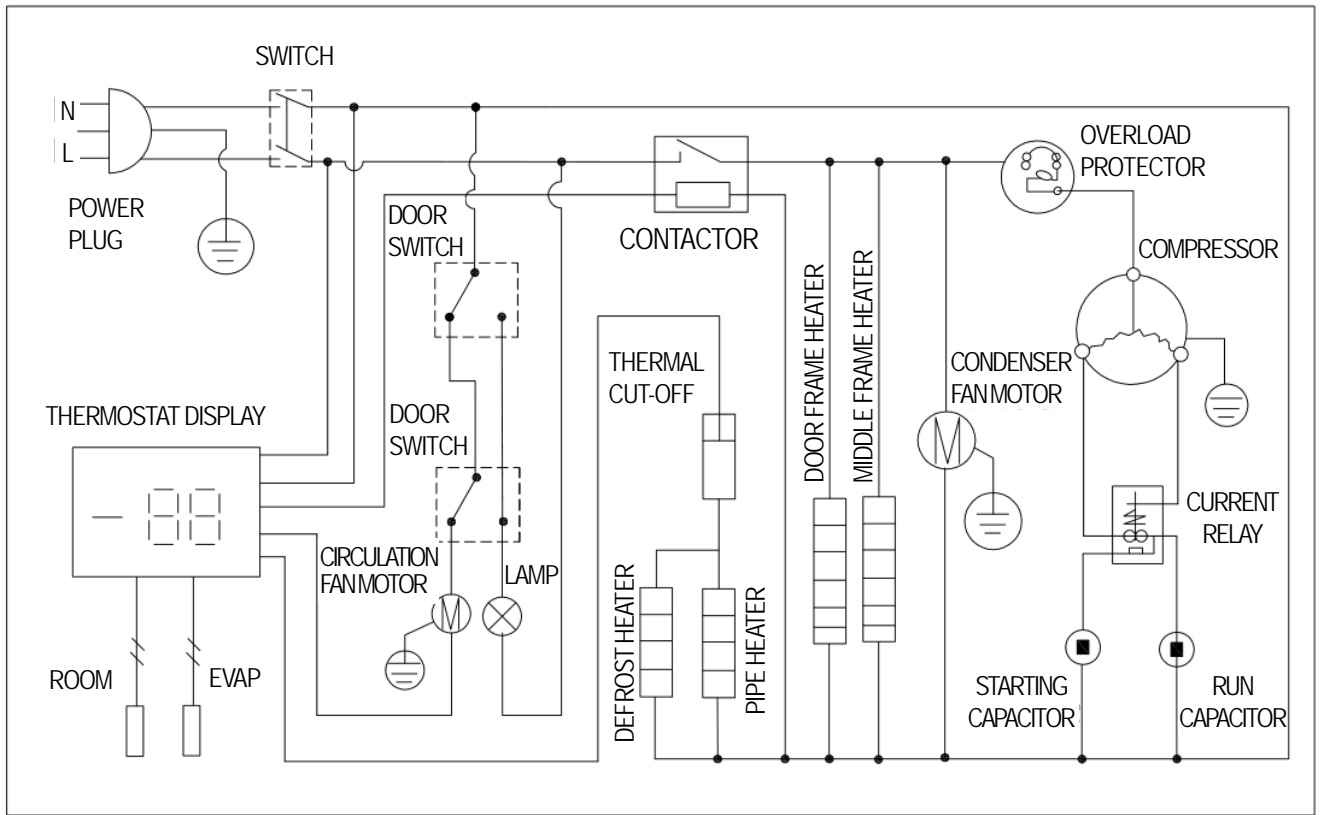 SWITCH
N
L
POWER
PLUG
OVERLOAD
PROTECTOR
DOOR
SWITCH
CONTACTOR
COMPRESSOR
DOOR FRAME HEATER
MIDDLE FRAME HEATER
THERMAL
CUT-OFF
CONDENSER
FAN MOTOR
THERMOSTAT DISPLAY
DOOR
SWITCH
CURRENT
RELAY
CIRCULATION
FAN MOTOR
M
M
LAMP
DEFROST HEATER
PIPE HEATER
ROOM
EVAP
STARTING
CAPACITOR
RUN
CAPACITOR